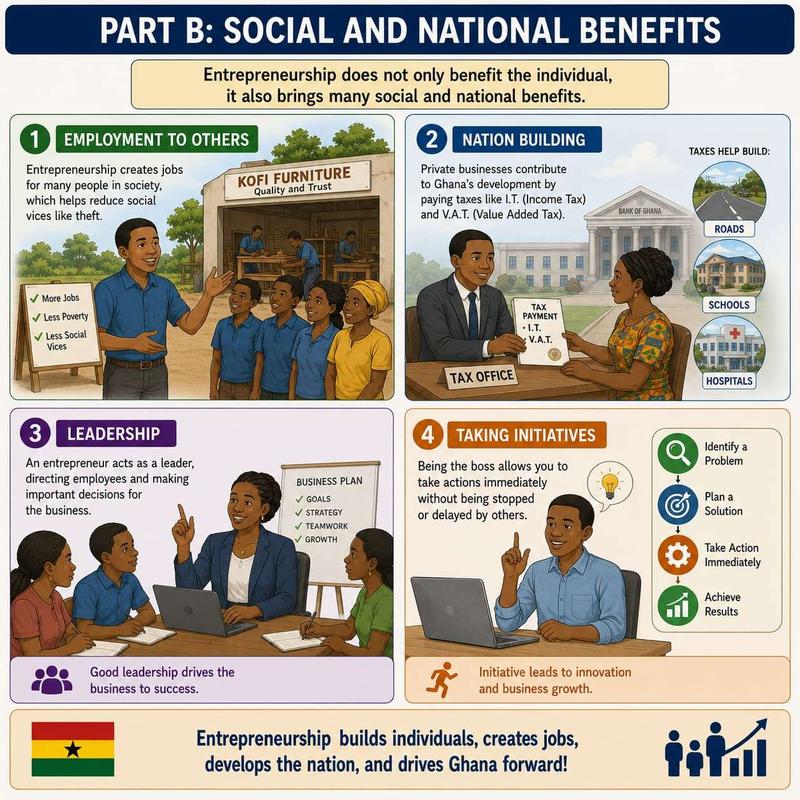 PART B: SOCIAL AND NATIONAL BENEFITS
Entrepreneurship does not only benefit the individual,
it also brings many social and national benefits.
1 EMPLOYMENT TO OTHERS
Entrepreneurship creates jobs
for many people in society,
which helps reduce social
vices like theft.
KOFI FURNITURE
Quality and Trust
✓ More Jobs
✓ Less Poverty
✓ Less Social
Vices
2 NATION BUILDING
Private businesses contribute
to Ghana's development by
paying taxes like I.T. (Income Tax)
and V.A.T. (Value Added Tax).
BANK OF GHANA
TAX
PAYMENT
• I.T.
• V.A.T.
TAX OFFICE
TAXES HELP BUILD:
ROADS
SCHOOLS
HOSPITALS
3 LEADERSHIP
An entrepreneur acts as a leader,
directing employees and making
important decisions for
the business.
BUSINESS PLAN
✓ GOALS
✓ STRATEGY
✓ TEAMWORK
✓ GROWTH
Good leadership drives the
business to success.
4 TAKING INITIATIVES
Being the boss allows you to
take actions immediately
without being stopped
or delayed by others.
Identify a
Problem
Plan a
Solution
Take Action
Immediately
Achieve
Results
Initiative leads to innovation
and business growth.
Entrepreneurship builds individuals, creates jobs,
develops the nation, and drives Ghana forward!